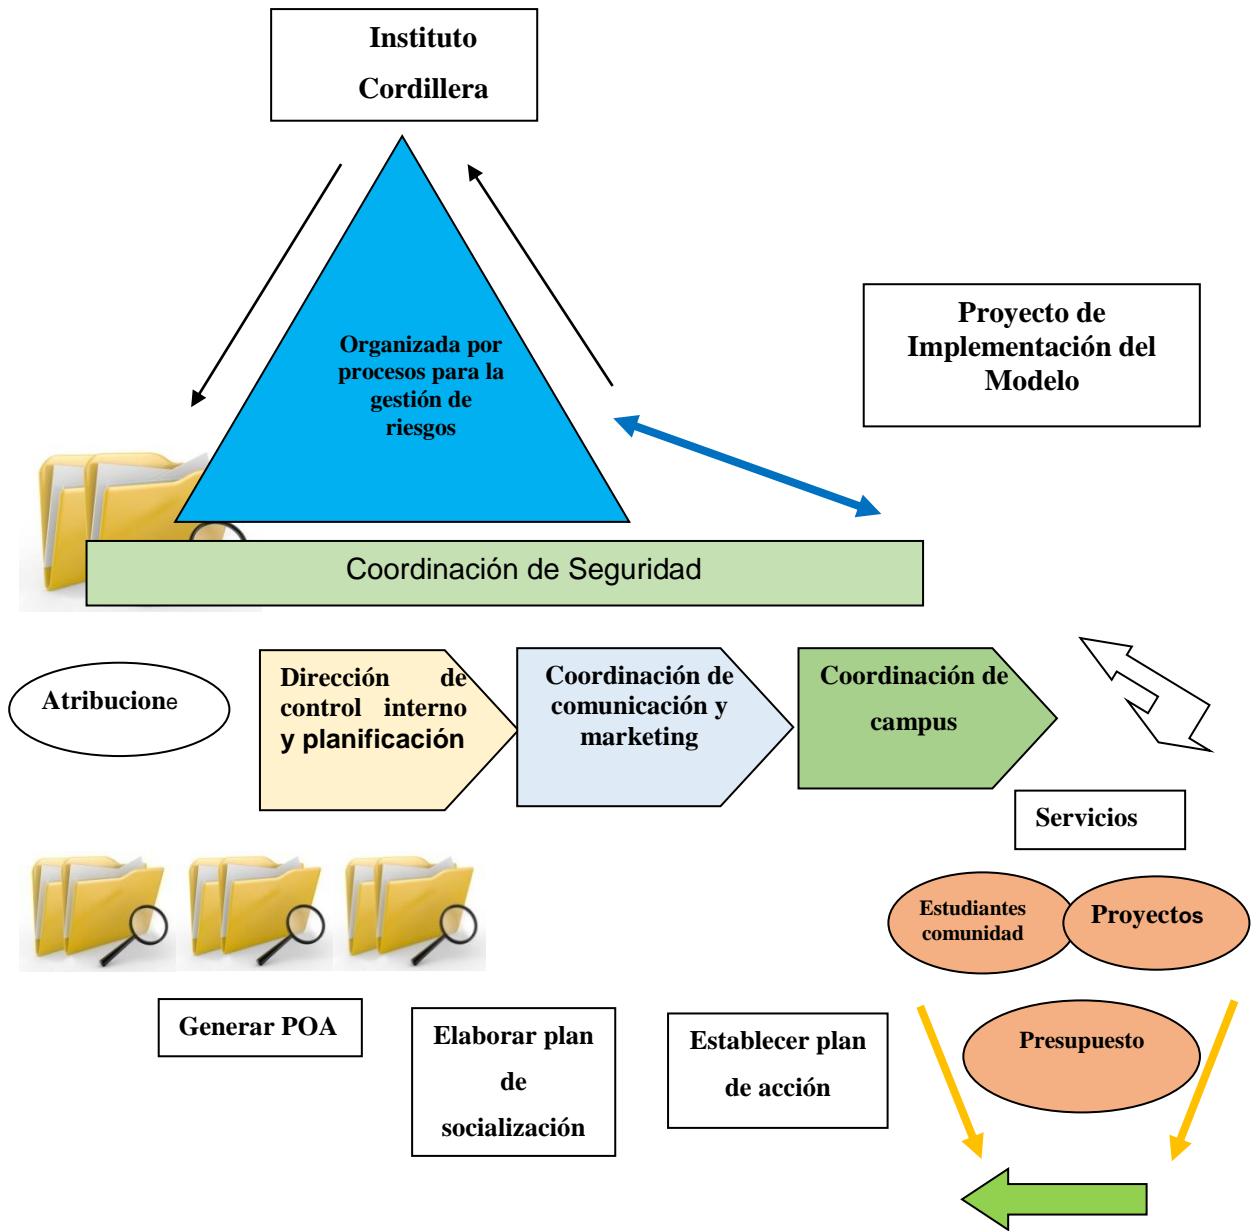 Instituto
Cordillera
Organizada por
procesos para la
gestión de
riesgos
Proyecto de
Implementación del
Modelo
Coordinación de Seguridad
Atribucione
Dirección de
control interno
y planificación
Coordinación de
comunicación y
marketing
Coordinación de
campus
Servicios
Estudiantes
comunidad
Proyectos
Presupuesto
Generar POA
Elaborar plan
de
socialización
Establecer plan
de acción